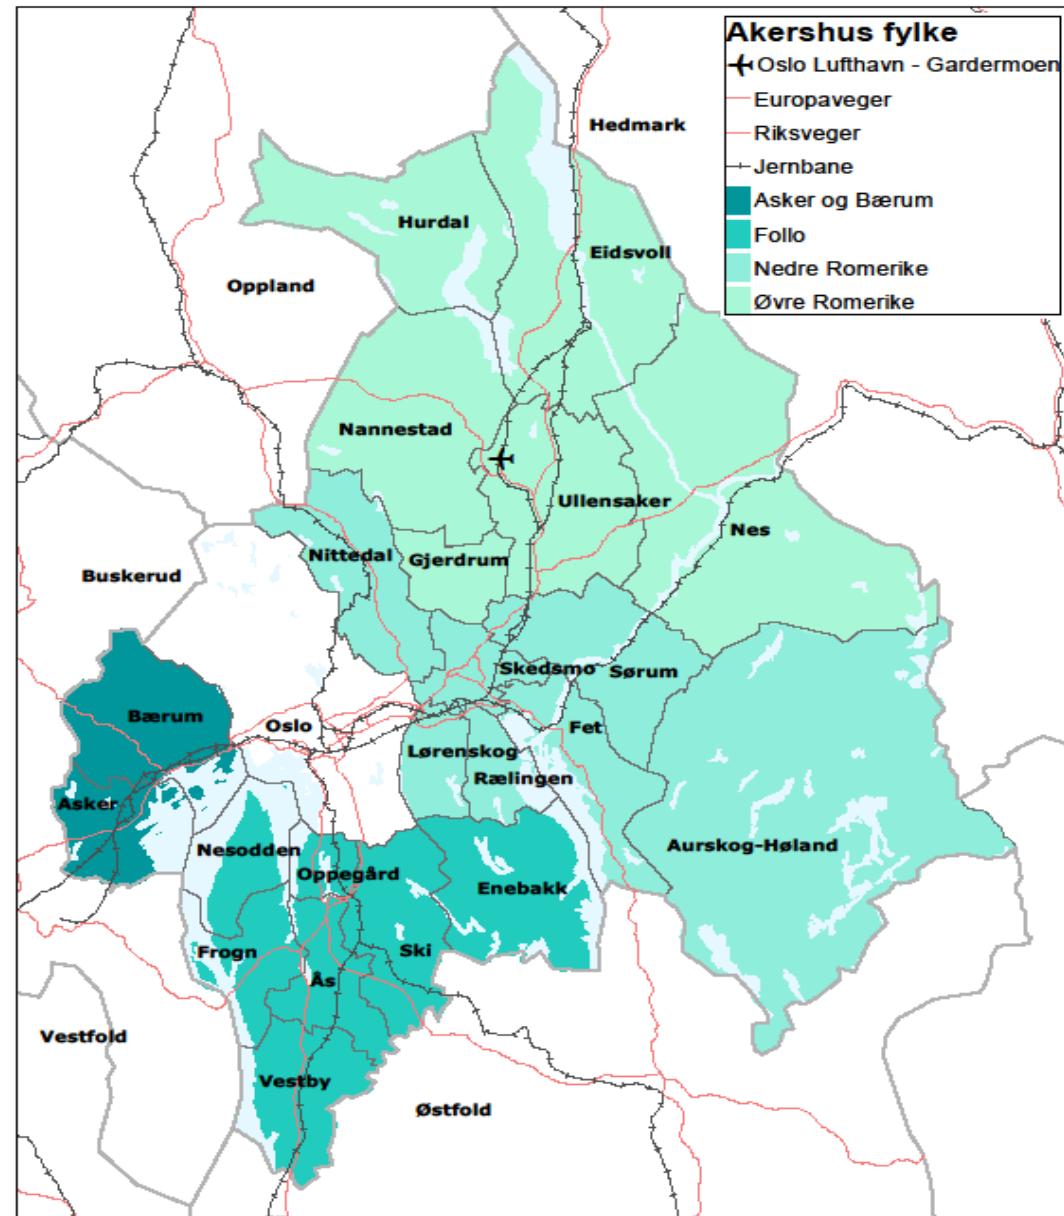 Akershus fylke
Oslo Lufthavn - Gardermoen
Europaveger
Riksveger
Jernbane
Asker og Bærum
Follo
Nedre Romerike
Øvre Romerike
Hedmark
Hurdal
Eidsvoll
Oppland
Nannestad
Ullensaker
Nes
Nittedal
Gjerdrum
Buskerud
Skedsmo
Sørum
Bærum
Oslo
Fet
Lørenskog
Rælingen
Asker
Nesodden
Aurskog-Høland
Oppegård
Enebakk
Frogn
Ski
Ås
Vestfold
Vestby
Østfold